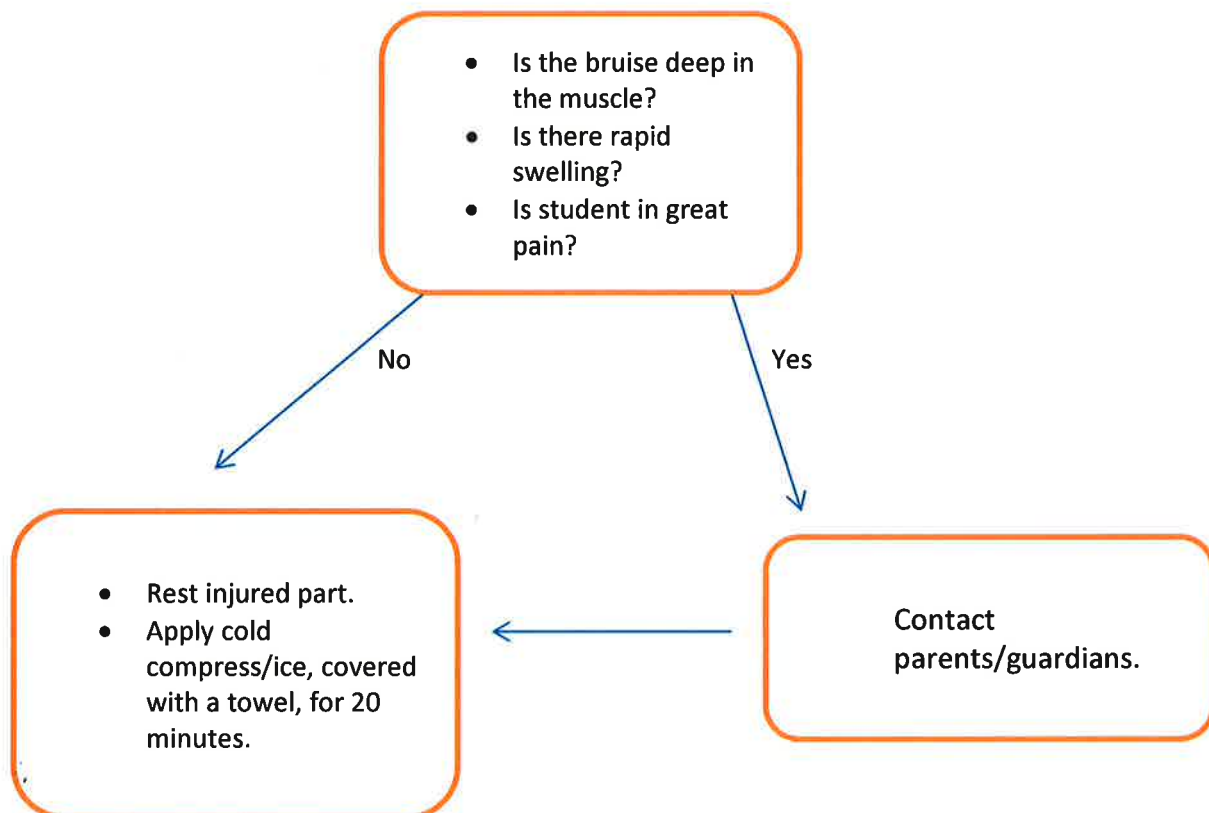 • Is the bruise deep in
the muscle?
• Is there rapid
swelling?
• Is student in great
pain?
No
Yes
• Rest injured part.
• Apply cold
compress/ice, covered
with a towel, for 20
minutes.
Contact
parents/guardians.